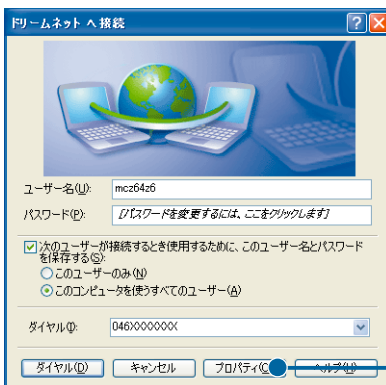 ドリームネット へ接続
ユーザー名(U): mcz64z6
パスワード(P): [パスワードを変更するには、ここをクリックします]
次のユーザーが接続するとき使用するために、このユーザー名とパスワード
を保存する(S):
このユーザーのみ(N)
このコンピュータを使うすべてのユーザー(A)
ダイヤル(I): 046XXXXXXX
ダイヤル(D) キャンセル プロパティ(O) ヘルプ(H)